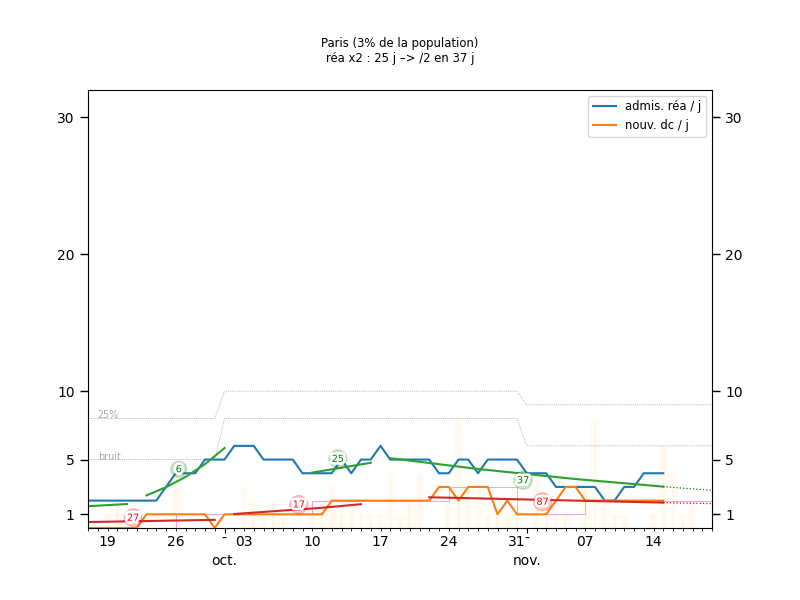 Paris (3% de la population)
réa x2 : 25 j –> /2 en 37 j
admis. réa / j
nouv. dc / j
30 30
20 20
10 10
25%
bruit
5 5
6
25
37
27
17
87
1 1
19 26 - 03 10 17 24 31- 07 14
oct. nov.